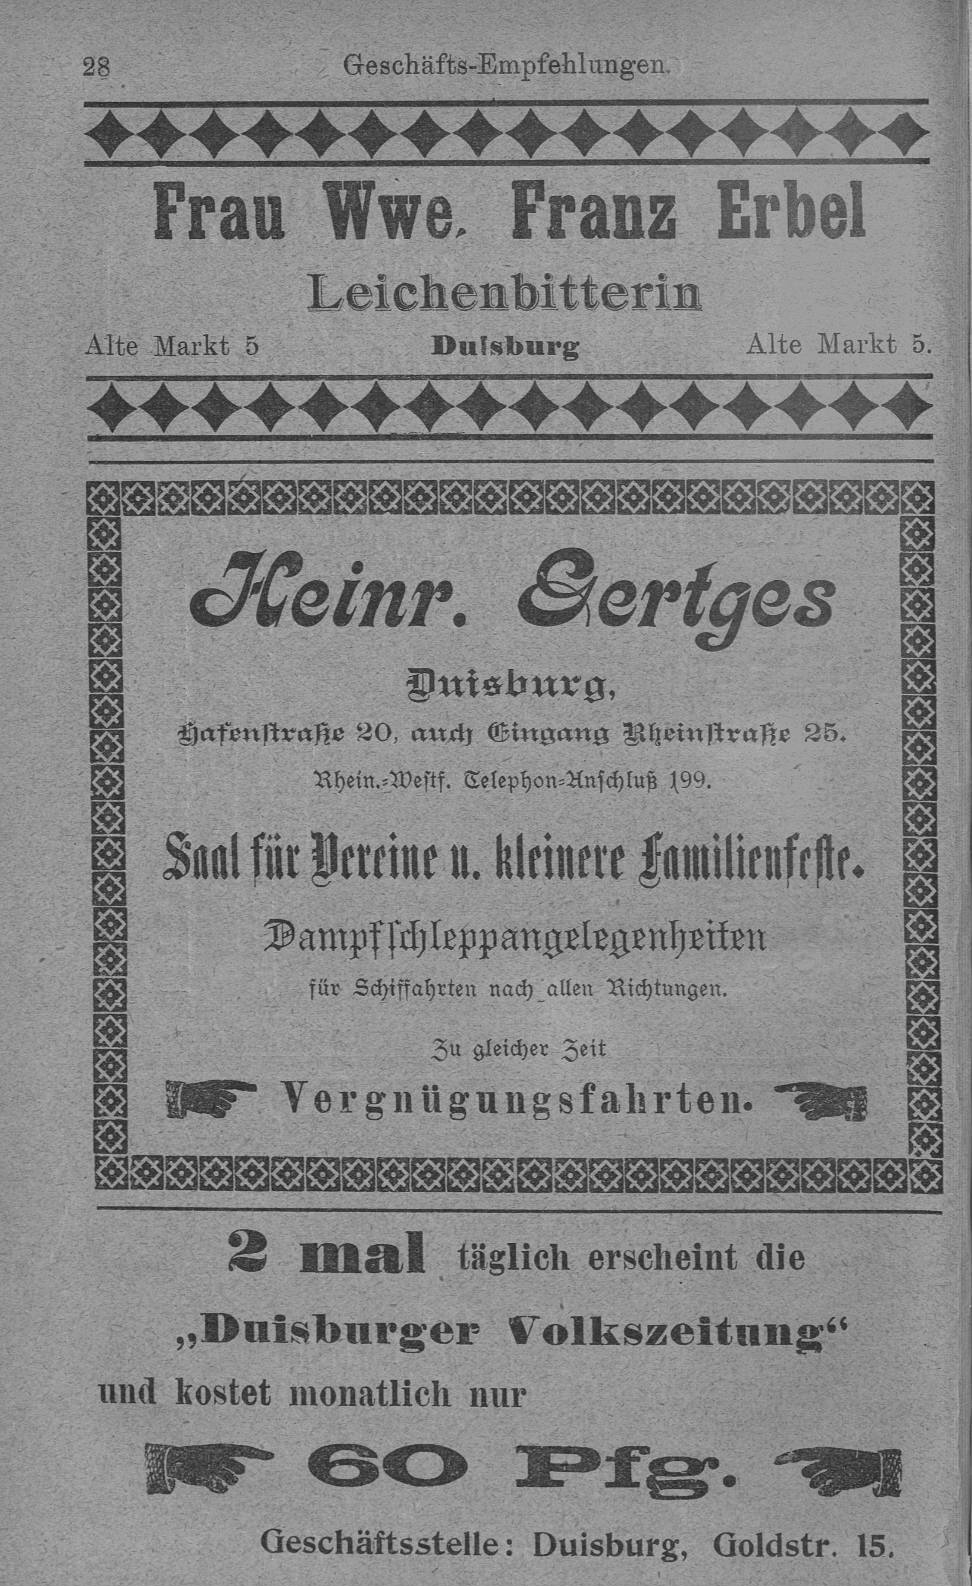 28
Geschäfts-Empfehlungen.
Frau Wwe. Franz Erbel
Leichenbitterin
Alte Markt 5 Duisburg Alte Markt 5.
Heinr. Gertges
Duisburg,
Hafenstraße 20, auch Eingang Rheinstraße 25.
Rhein.-Westf. Telephon-Anschluß 199.
Saal für Vereine u. kleinere Familienfeste.
Dampfschleppangelegenheiten
für Schiffahrten nach allen Richtungen.
Zu gleicher Zeit
Vergnügungsfahrten.
2 mal täglich erscheint die
„Duisburger Volkszeitung“
und kostet monatlich nur
60 Pfg.
Geschäftsstelle: Duisburg, Goldstr. 15.